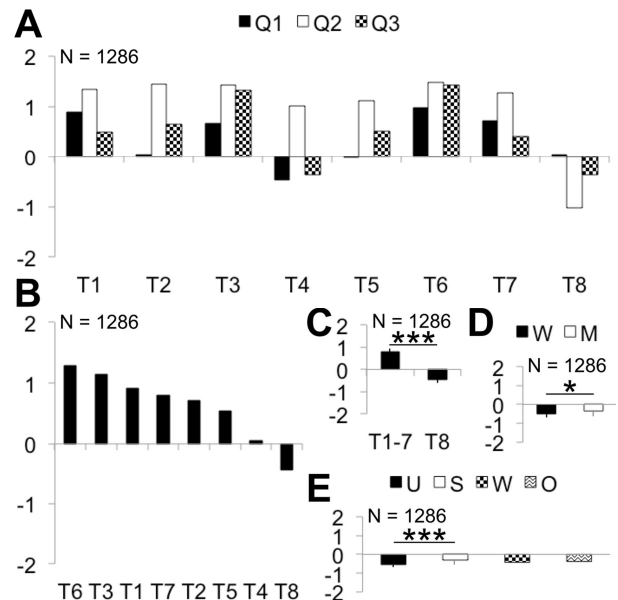 A
Q1 Q2 Q3
N = 1286
2
1
0
-1
-2
T1 T2 T3 T4 T5 T6 T7 T8
B
N = 1286
2
1
0
-1
-2
T6 T3 T1 T7 T2 T5 T4 T8
C
N = 1286
***
2
1
0
-1
-2
T1-7 T8
D
W M
N = 1286
*
2
1
0
-1
-2
E
U S W O
N = 1286
***
2
1
0
-1
-2